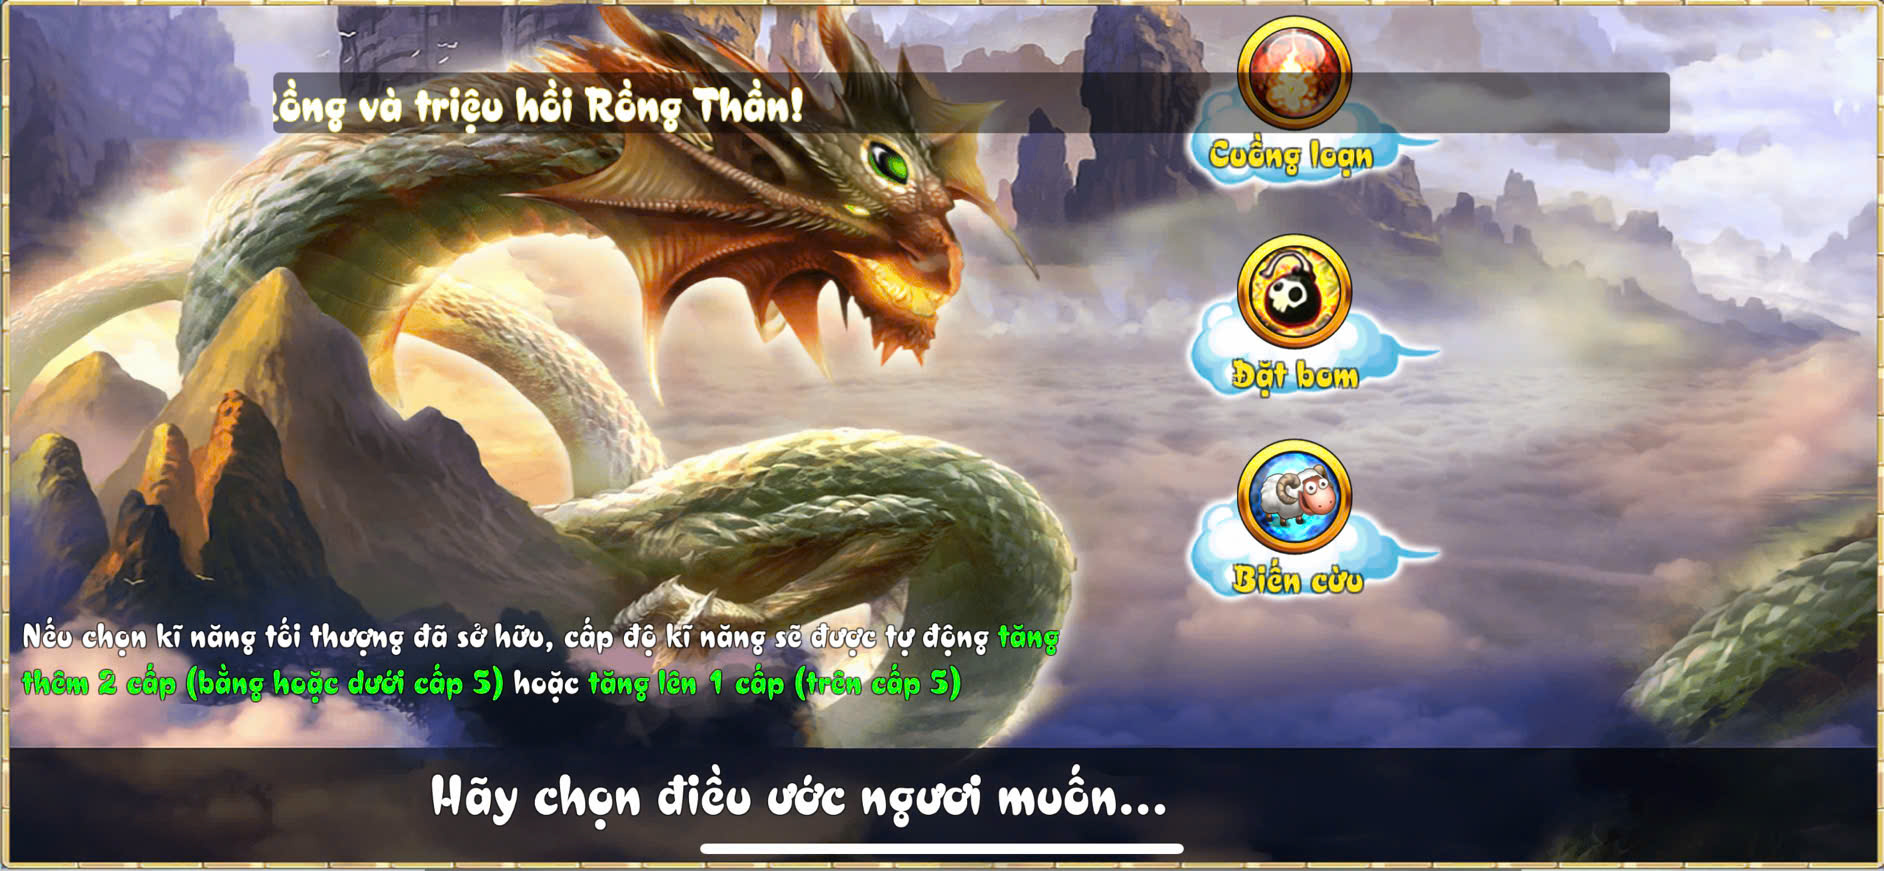 ồng và triệu hồi Rồng Thần!
Cuồng loạn
Đặt bom
Biến cừu
Nếu chọn kĩ năng tối thượng đã sở hữu, cấp độ kĩ năng sẽ được tự động tăng
thêm 2 cấp (bằng hoặc dưới cấp 5) hoặc tăng lên 1 cấp (trên cấp 5)
Hãy chọn điều ước ngươi muốn...